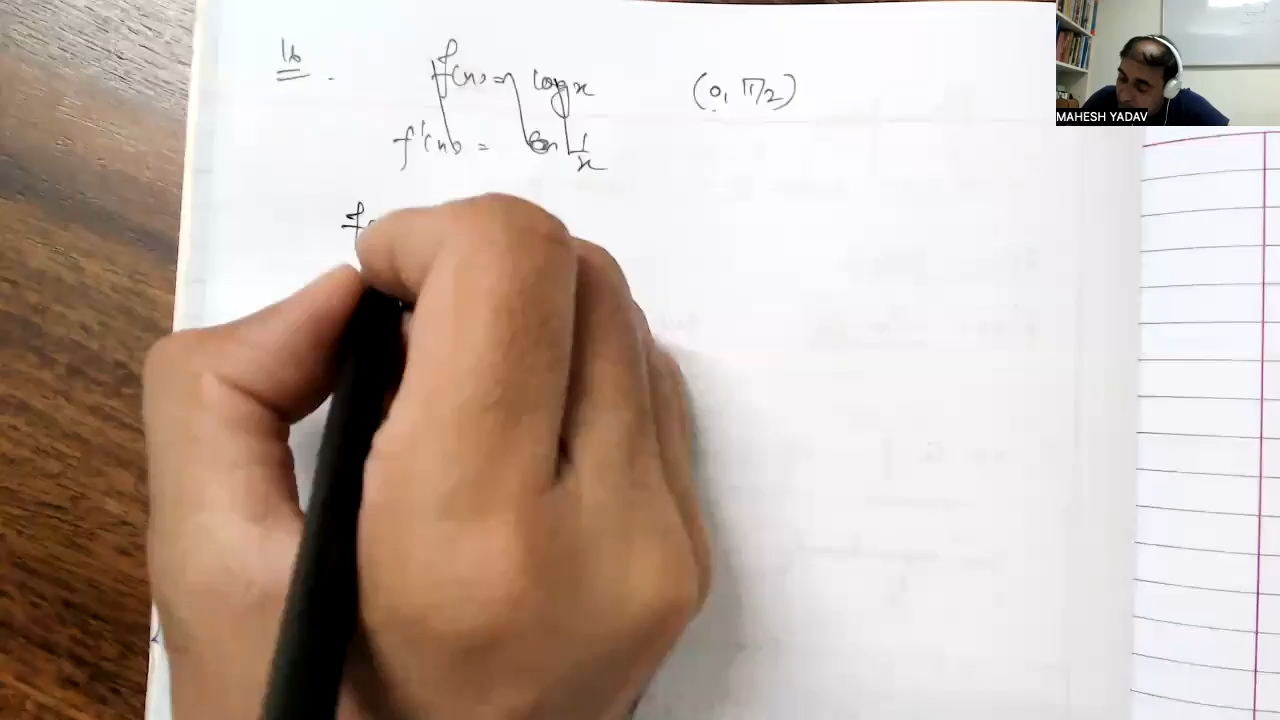 16.
f(x) = log x (0, π/2)
f'(x) = 1/x
f
MAHESH YADAV